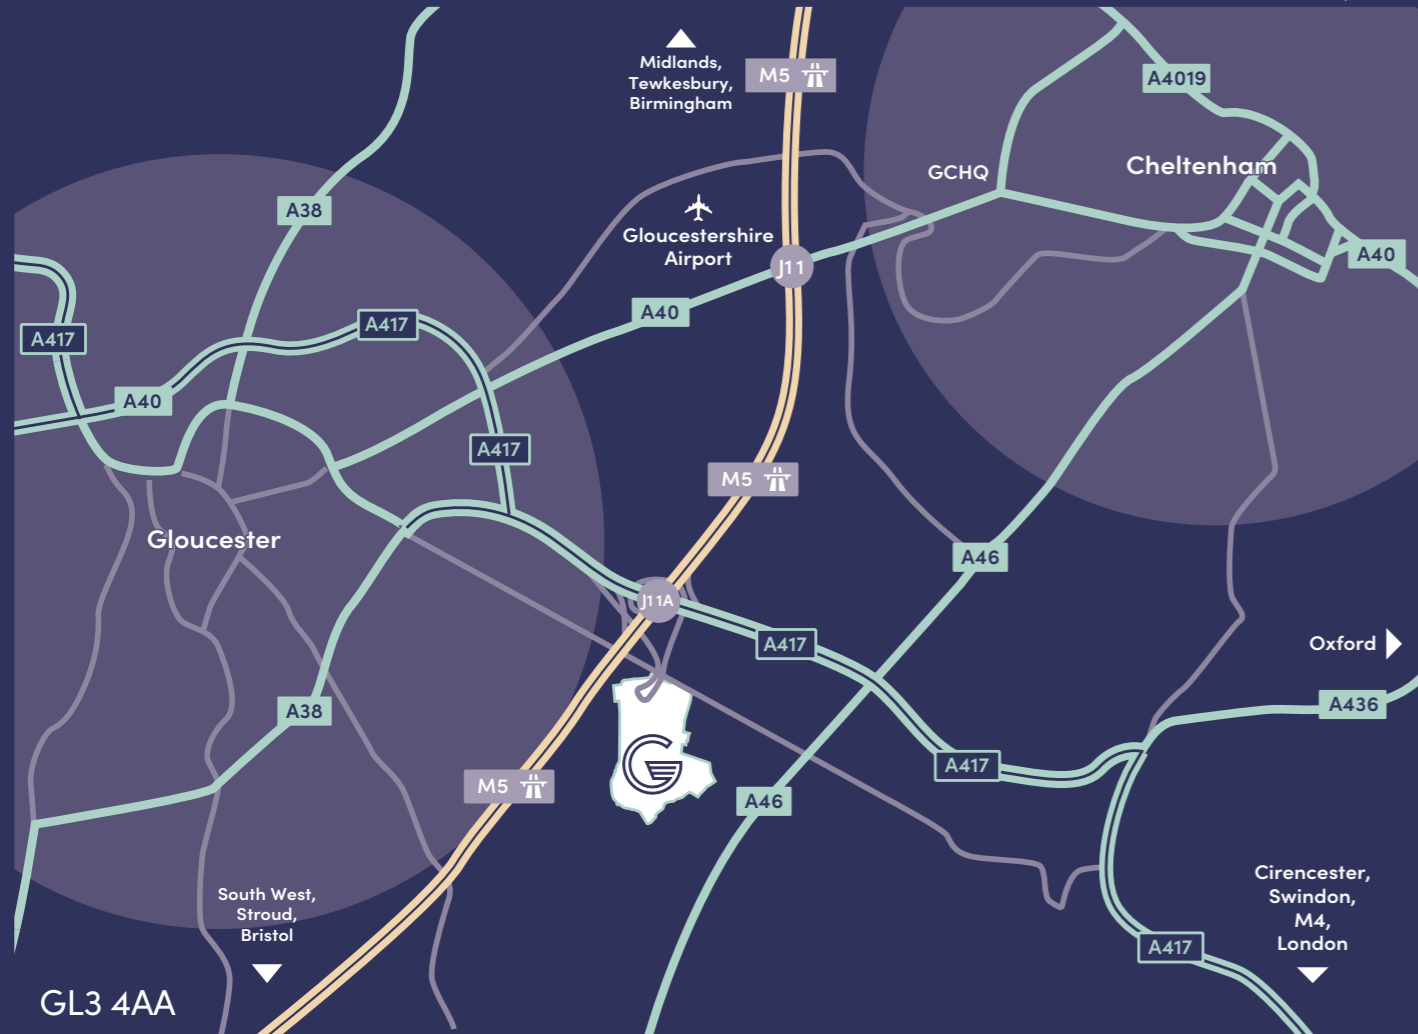 Midlands,
Tewkesbury,
Birmingham
M5
A4019
Cheltenham
GCHQ
A38
Gloucestershire
Airport
J11
A40
A40
A417
A417
A40
A417
M5
Gloucester
A46
J11A
A417
Oxford
A436
A38
A417
M5
G
A46
South West,
Stroud,
Bristol
Cirencester,
Swindon,
M4,
London
A417
GL3 4AA